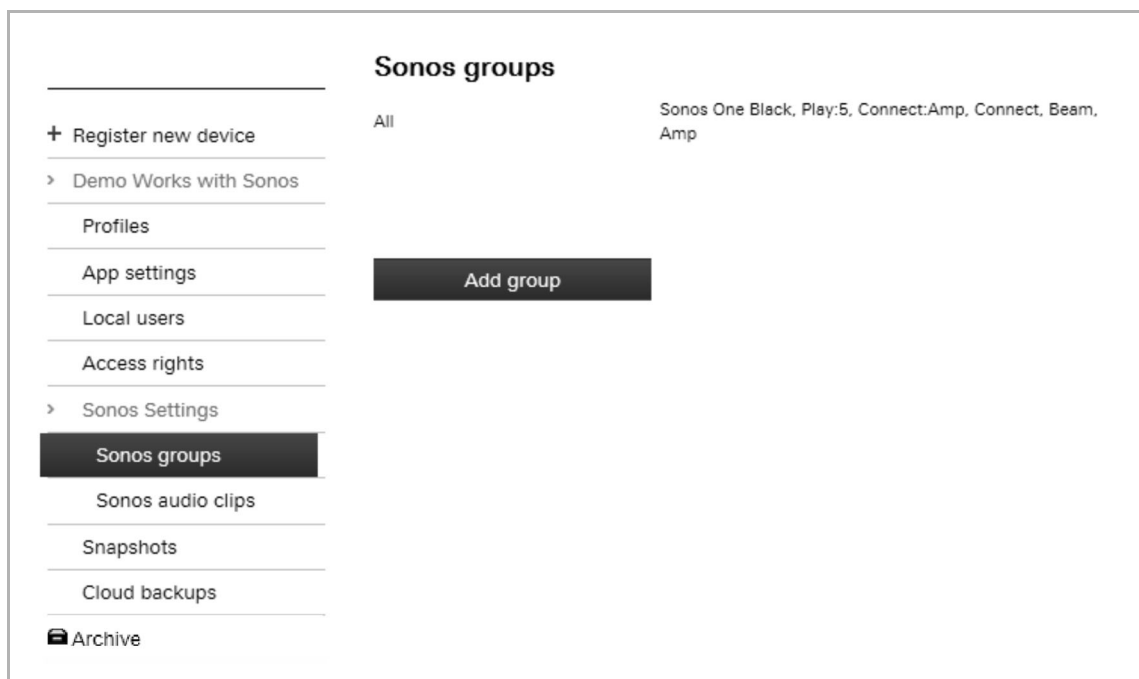 + Register new device
> Demo Works with Sonos
Profiles
App settings
Local users
Access rights
> Sonos Settings
Sonos groups
Sonos audio clips
Snapshots
Cloud backups
Archive
Sonos groups
All
Sonos One Black, Play:5, Connect:Amp, Connect, Beam,
Amp
Add group